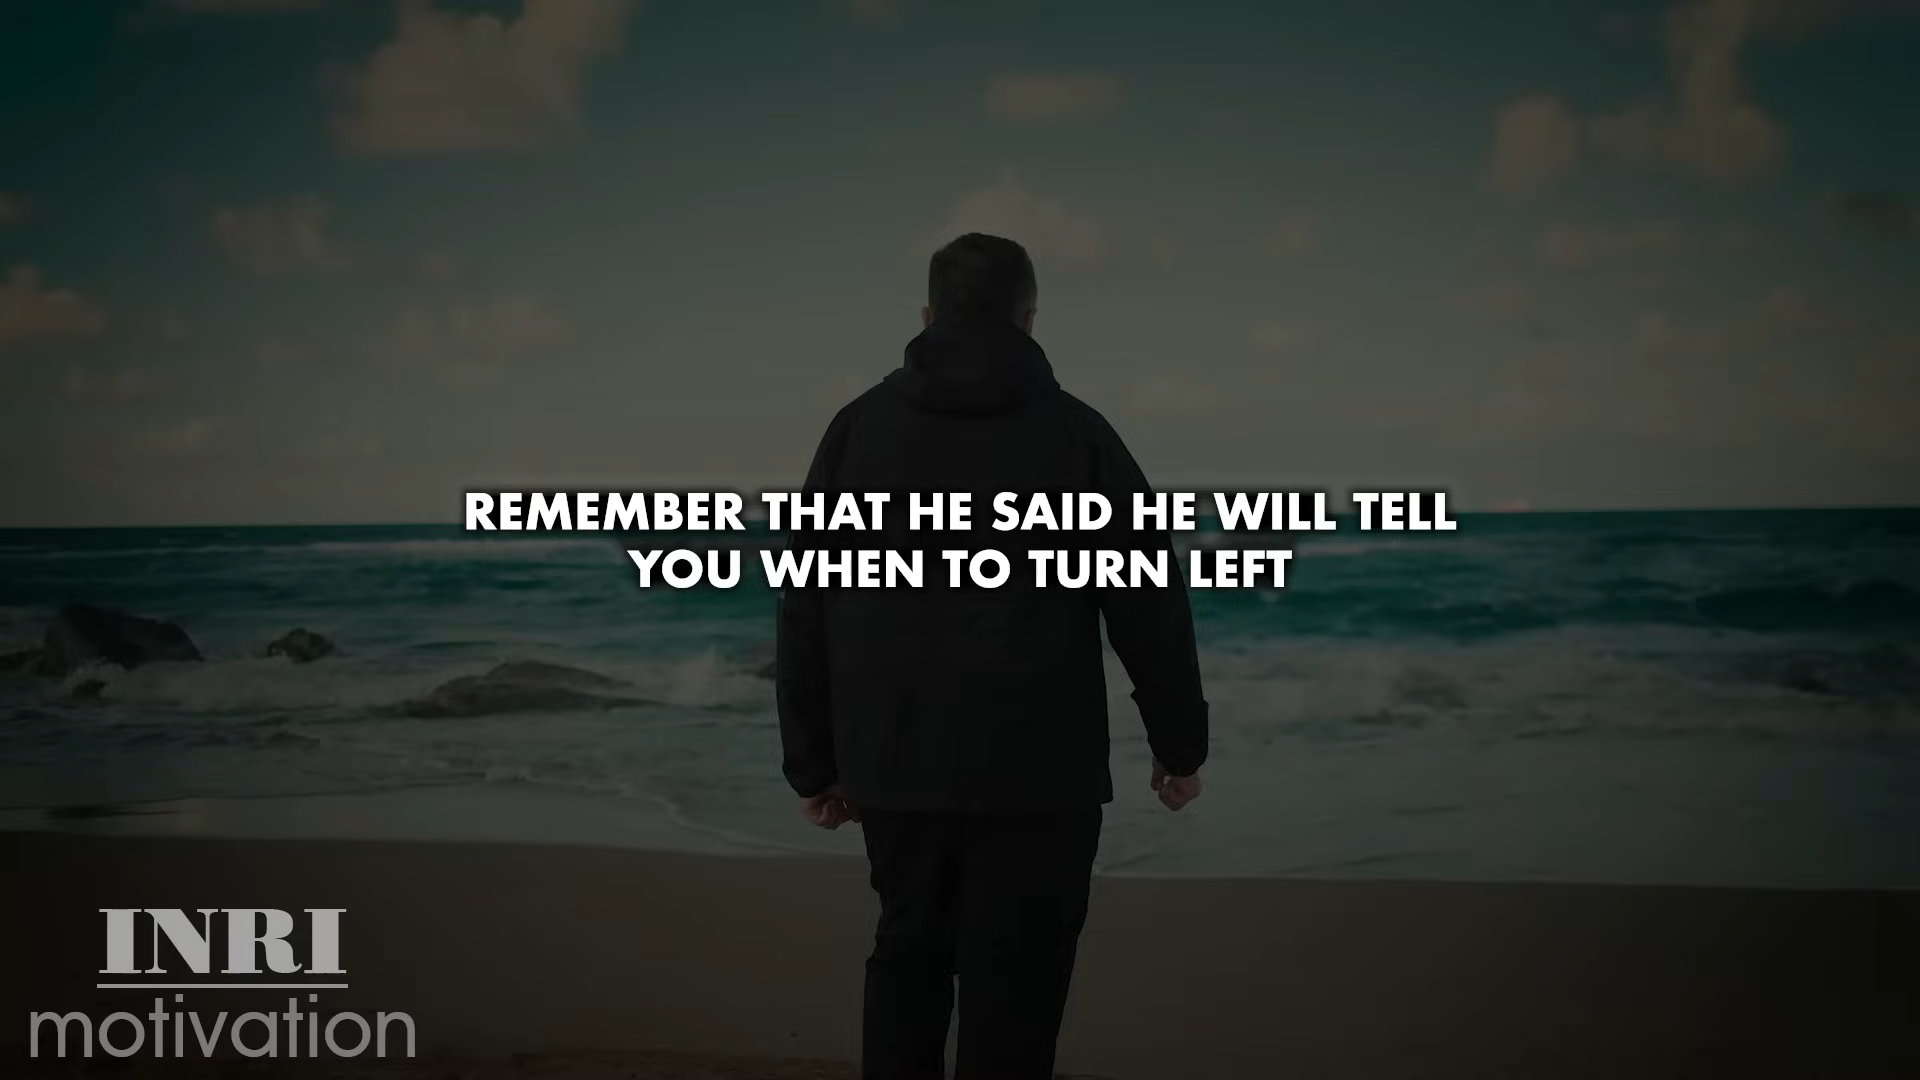 REMEMBER THAT HE SAID HE WILL TELL
YOU WHEN TO TURN LEFT
INRI
motivation